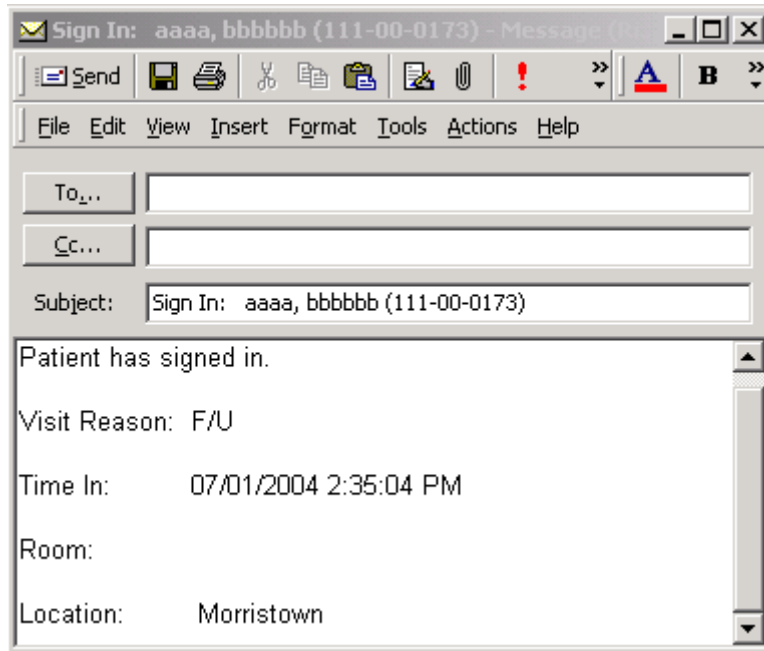 Sign In: aaaa, bbbbbb (111-00-0173) - Message
Send A B
File Edit View Insert Format Tools Actions Help
To...
Cc...
Subject: Sign In: aaaa, bbbbbb (111-00-0173)
Patient has signed in.
Visit Reason: F/U
Time In: 07/01/2004 2:35:04 PM
Room:
Location: Morristown